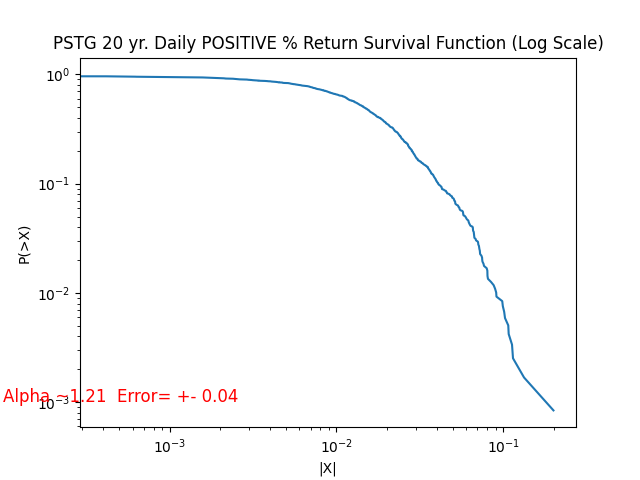 PSTG 20 yr. Daily POSITIVE % Return Survival Function (Log Scale)
10⁰
10⁻¹
10⁻²
10⁻³
P(>X)
Alpha ~1.21  Error= +- 0.04
10⁻³
10⁻²
10⁻¹
|X|